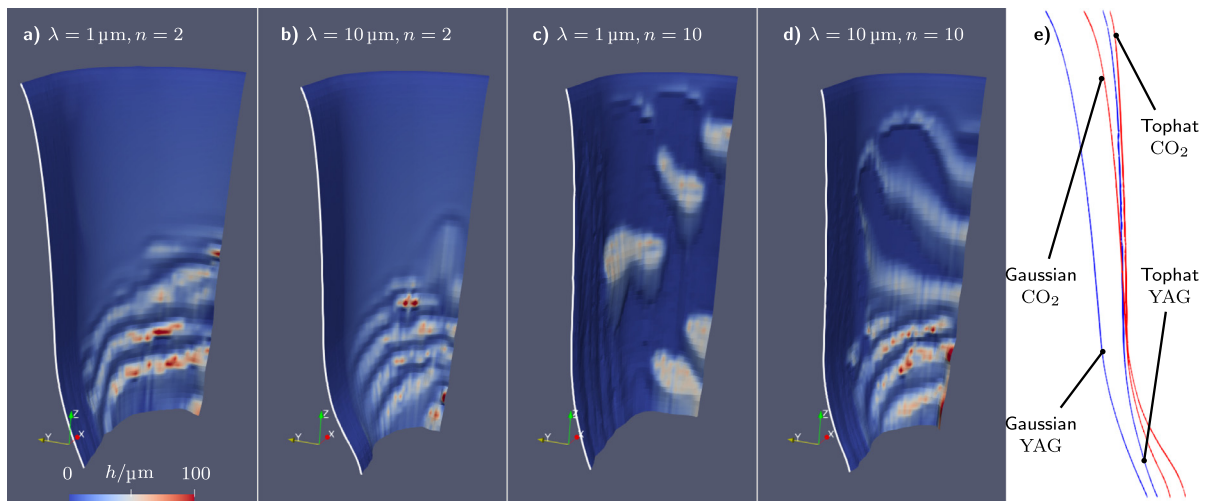 a) λ = 1 µm, n = 2
b) λ = 10 µm, n = 2
c) λ = 1 µm, n = 10
d) λ = 10 µm, n = 10
e)
Tophat
CO₂
Gaussian
CO₂
Tophat
YAG
Gaussian
YAG
Z
Y
X
Z
Y
X
Z
Y
X
Z
Y
X
0 h/µm 100